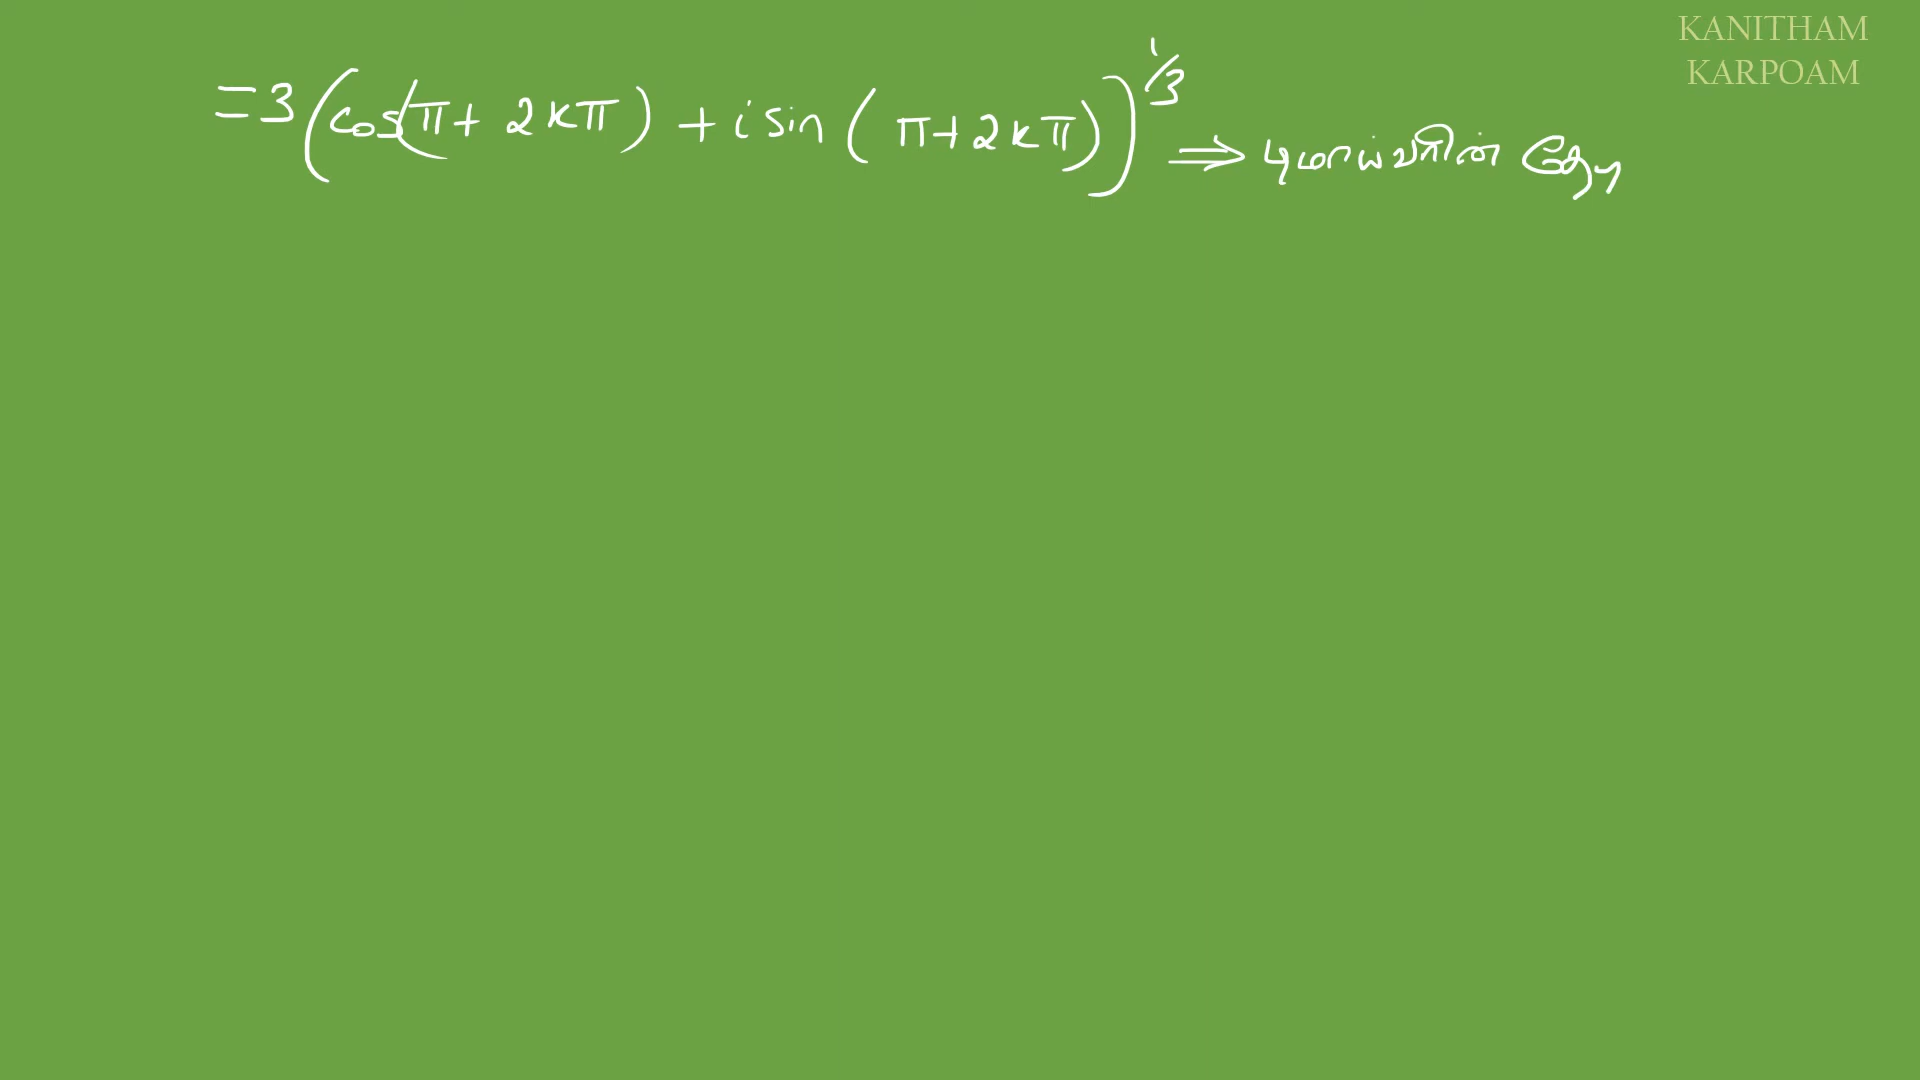 KANITHAM
KARPOAM
=3(cos(π+2kπ)+i sin(π+2kπ))^1/3 ⇒ டிமாய்வரின்